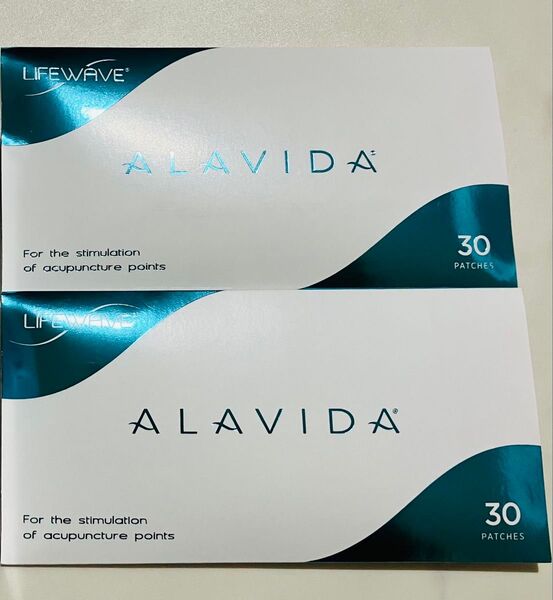 LIFEWAVE®
ALAVIDA
For the stimulation
of acupuncture points
30
PATCHES
LIFEWAVE
ALAVIDA®
For the stimulation
of acupuncture points
30
PATCHES